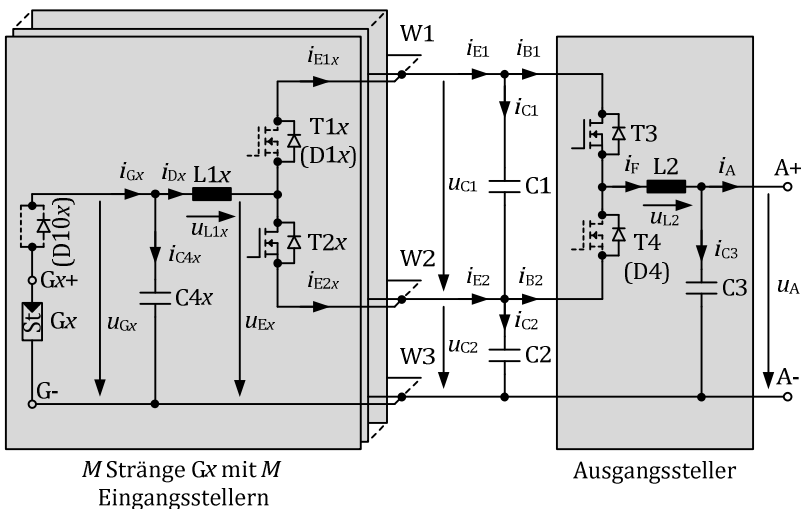 W1
iE1x
iE1
iB1
T1x
(D1x)
iC1
T3
iGx
iDx
L1x
iF
L2
iA
A+
(D10x)
uL1x
uC1
C1
uL2
T2x
T4
(D4)
Gx+
iC4x
W2
iE2
iB2
iC3
St
Gx
uGx
C4x
uEx
iE2x
C3
uA
uC2
iC2
C2
W3
G-
A-
M Stränge Gx mit M
Eingangsstellern
Ausgangssteller